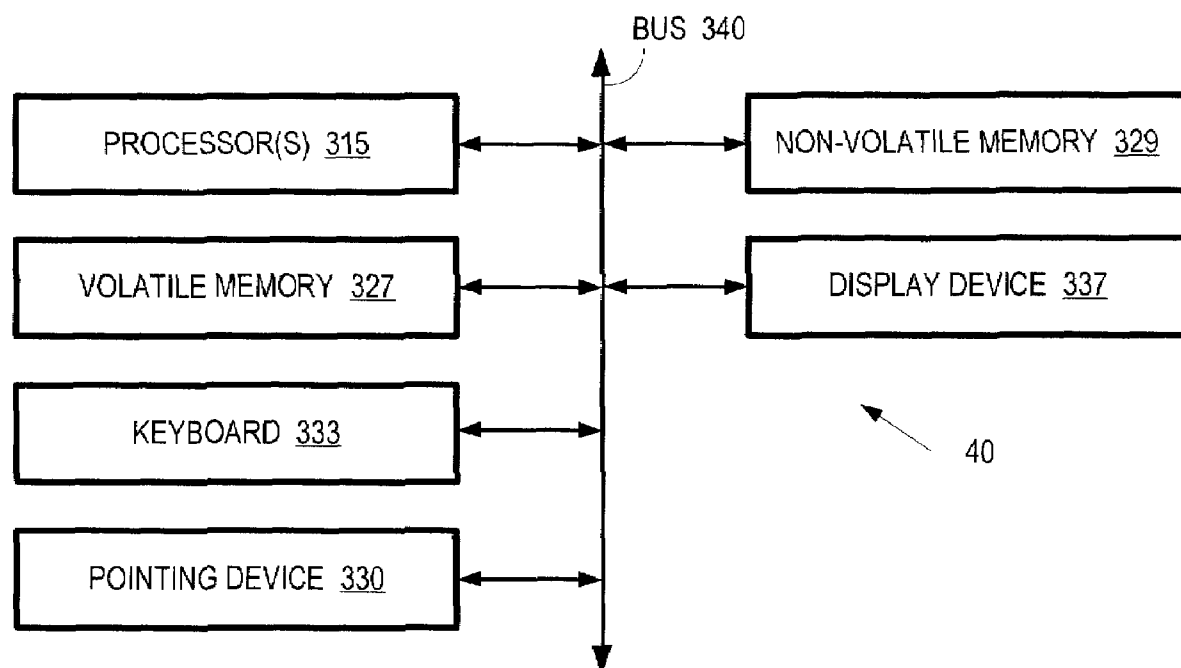 BUS 340
PROCESSOR(S) 315
NON-VOLATILE MEMORY 329
VOLATILE MEMORY 327
DISPLAY DEVICE 337
KEYBOARD 333
40
POINTING DEVICE 330